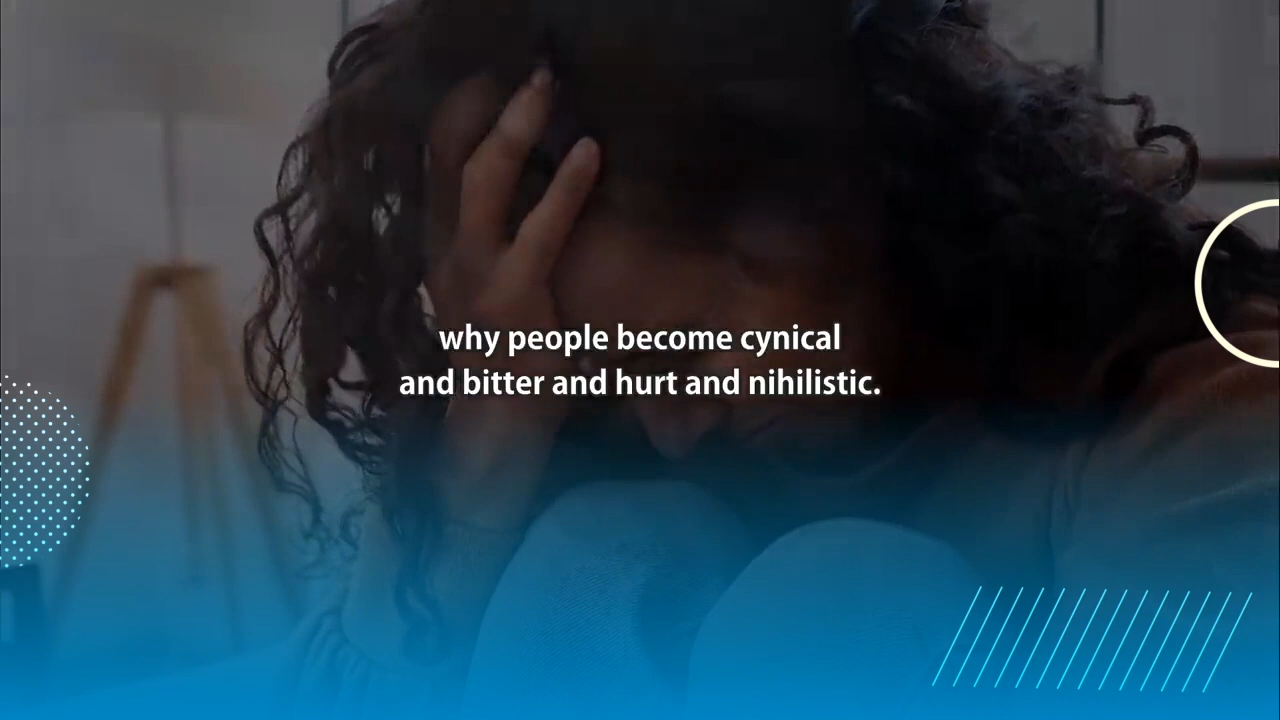 why people become cynical
and bitter and hurt and nihilistic.